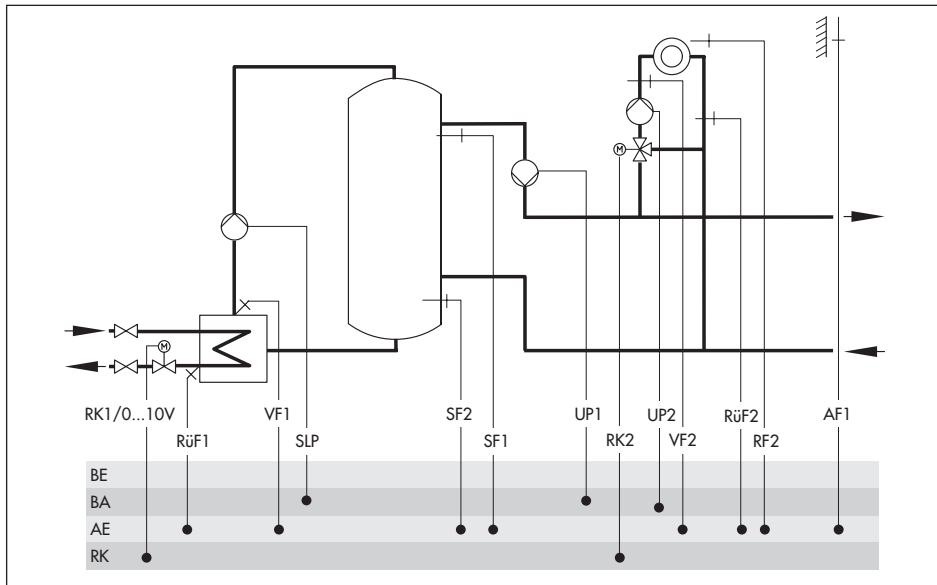 M
M
RK1/0...10V
VF1
SF2
UP1
UP2
RüF2
AF1
RüF1
SLP
SF1
RK2
VF2
RF2
BE
BA
AE
RK